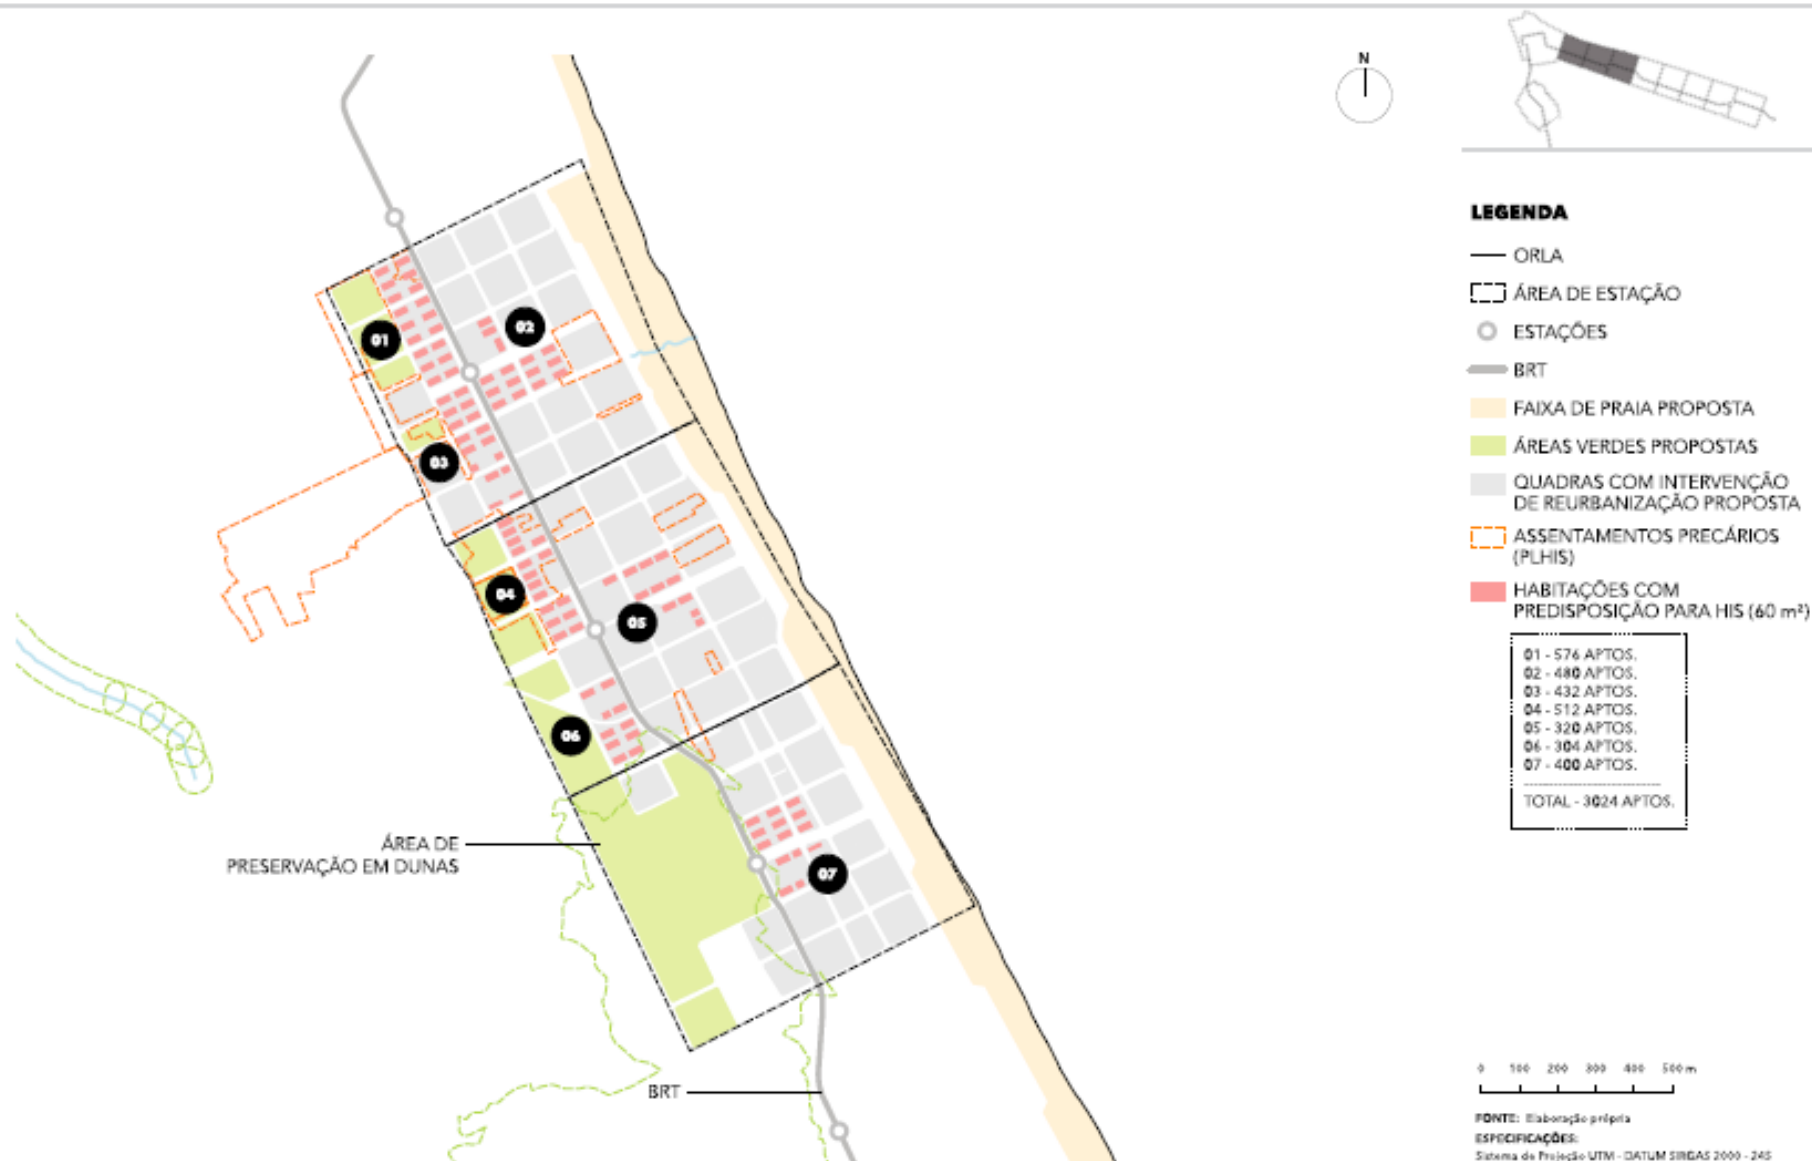 N
LEGENDA
ORLA
ÁREA DE ESTAÇÃO
ESTAÇÕES
BRT
FAIXA DE PRAIA PROPOSTA
ÁREAS VERDES PROPOSTAS
QUADRAS COM INTERVENÇÃO
DE REURBANIZAÇÃO PROPOSTA
ASSENTAMENTOS PRECÁRIOS
(PLHIS)
HABITAÇÕES COM
PREDISPOSIÇÃO PARA HIS (60 m²)
01 - 576 APTOS.
02 - 480 APTOS.
03 - 432 APTOS.
04 - 512 APTOS.
05 - 320 APTOS.
06 - 304 APTOS.
07 - 400 APTOS.
TOTAL - 3024 APTOS.
01
02
03
04
05
06
07
ÁREA DE
PRESERVAÇÃO EM DUNAS
BRT
0 100 200 300 400 500 m
FONTE: Elaboração própria
ESPECIFICAÇÕES:
Sistema de Projeção UTM - DATUM SIRGAS 2000 - 24S